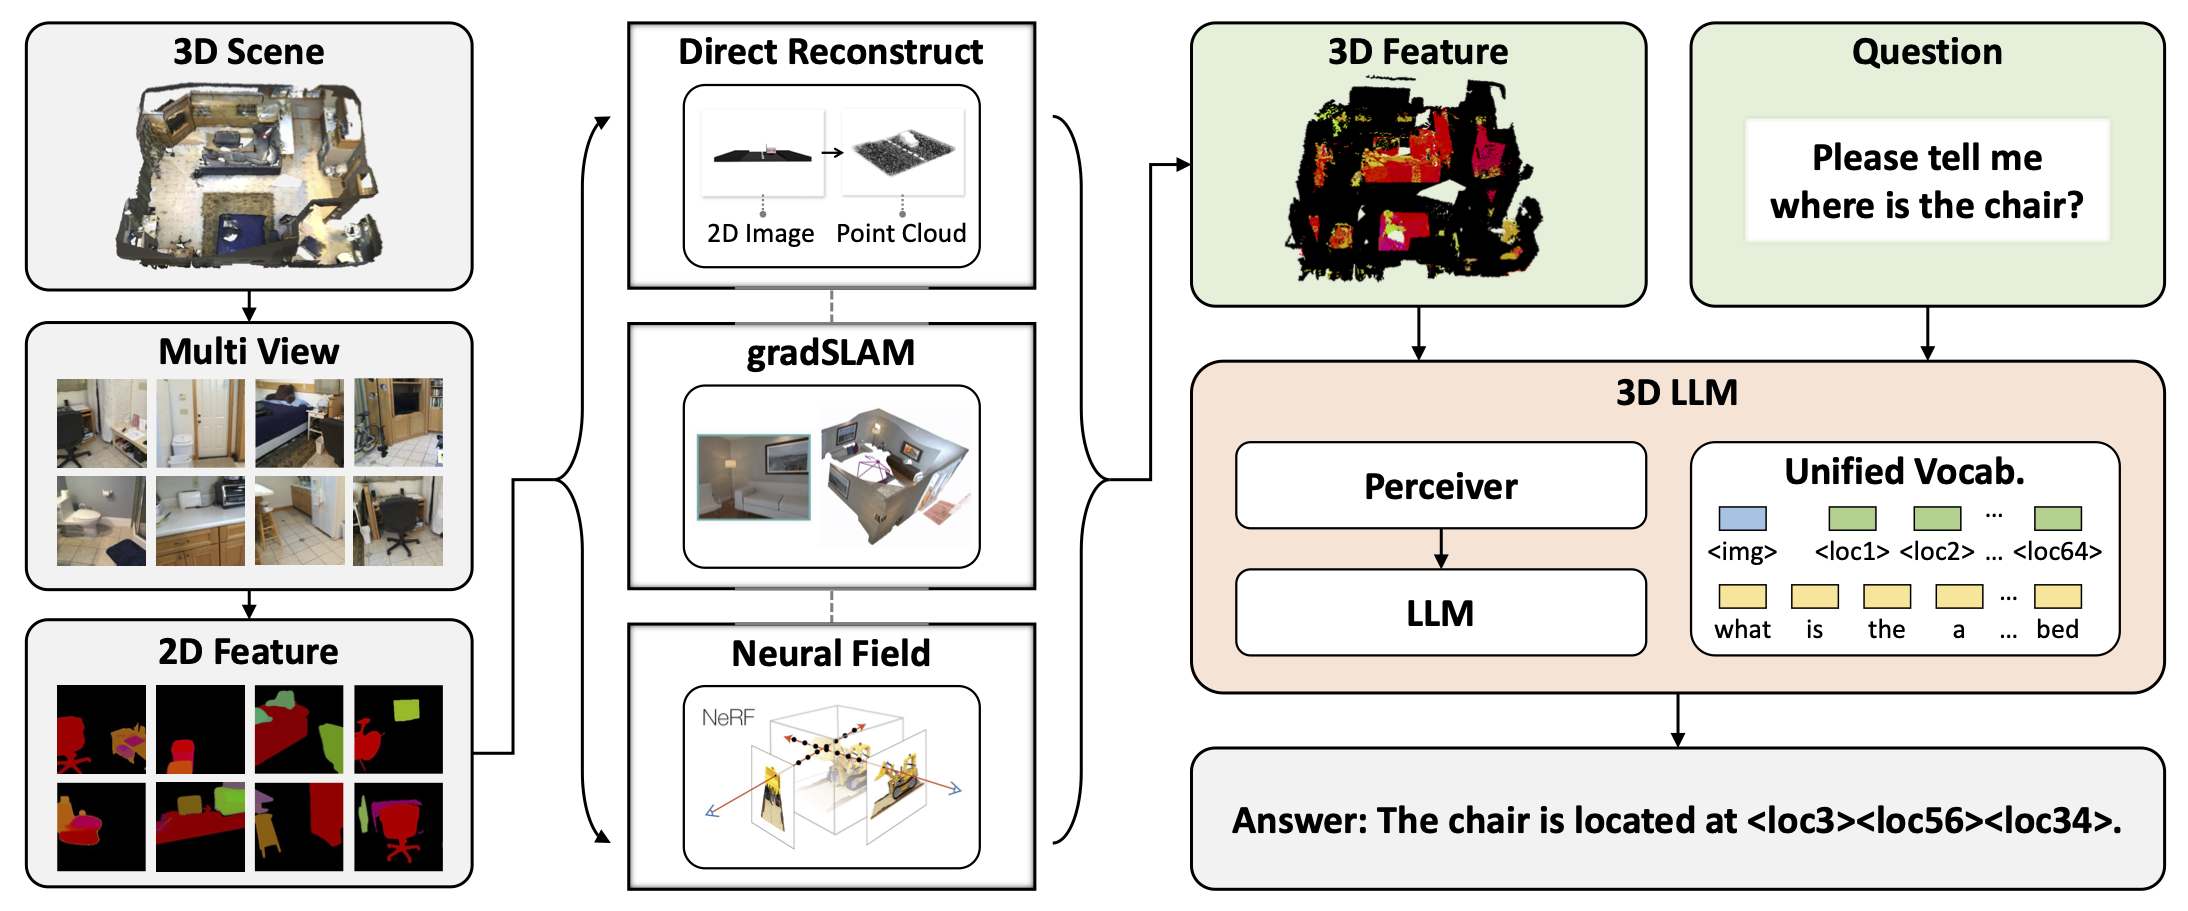 3D Scene
Multi View
2D Feature
Direct Reconstruct
2D Image
Point Cloud
gradSLAM
Neural Field
NeRF
3D Feature
Question
Please tell me
where is the chair?
3D LLM
Perceiver
LLM
Unified Vocab.
...
<img> <loc1> <loc2> ... <loc64>
...
what is the a ... bed
Answer: The chair is located at <loc3><loc56><loc34>.